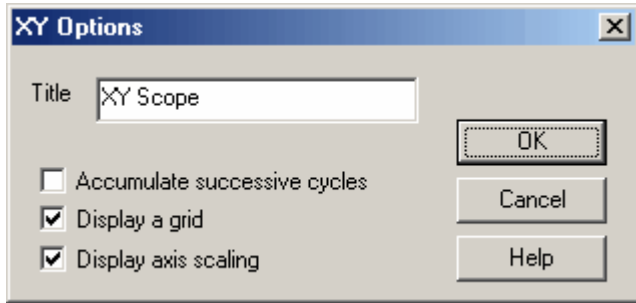 XY Options
Title XY Scope
OK
Accumulate successive cycles
Cancel
Display a grid
Display axis scaling
Help